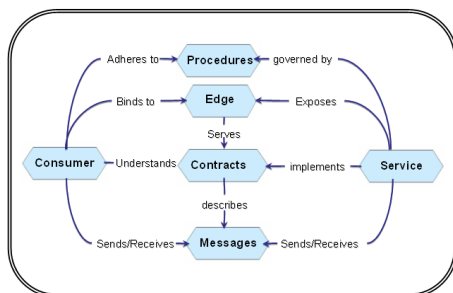 Adheres to Procedures governed by
Binds to Edge Exposes
Serves
Consumer Understands Contracts implements Service
describes
Sends/Receives Messages Sends/Receives